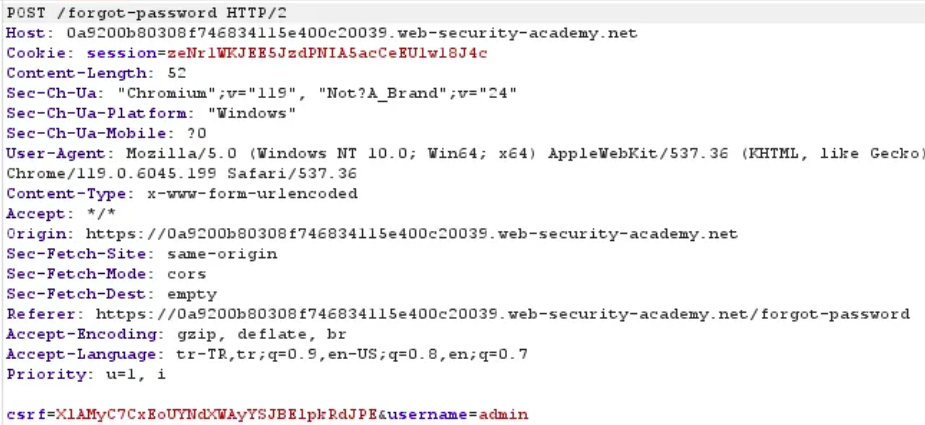 POST /forgot-password HTTP/2
Host: 0a9200b80308f746834115e400c20039.web-security-academy.net
Cookie: session=zeNr1WKJEE5JzdPNIA5acCeEU1w18J4c
Content-Length: 52
Sec-Ch-Ua: "Chromium";v="119", "Not?A_Brand";v="24"
Sec-Ch-Ua-Platform: "Windows"
Sec-Ch-Ua-Mobile: ?0
User-Agent: Mozilla/5.0 (Windows NT 10.0; Win64; x64) AppleWebKit/537.36 (KHTML, like Gecko)
Chrome/119.0.6045.199 Safari/537.36
Content-Type: x-www-form-urlencoded
Accept: */*
Origin: https://0a9200b80308f746834115e400c20039.web-security-academy.net
Sec-Fetch-Site: same-origin
Sec-Fetch-Mode: cors
Sec-Fetch-Dest: empty
Referer: https://0a9200b80308f746834115e400c20039.web-security-academy.net/forgot-password
Accept-Encoding: gzip, deflate, br
Accept-Language: tr-TR,tr;q=0.9,en-US;q=0.8,en;q=0.7
Priority: u=1, i
csrf=X1AMyC7CxEoUYNdXWAyYSJBE1pkRdJPE&username=admin